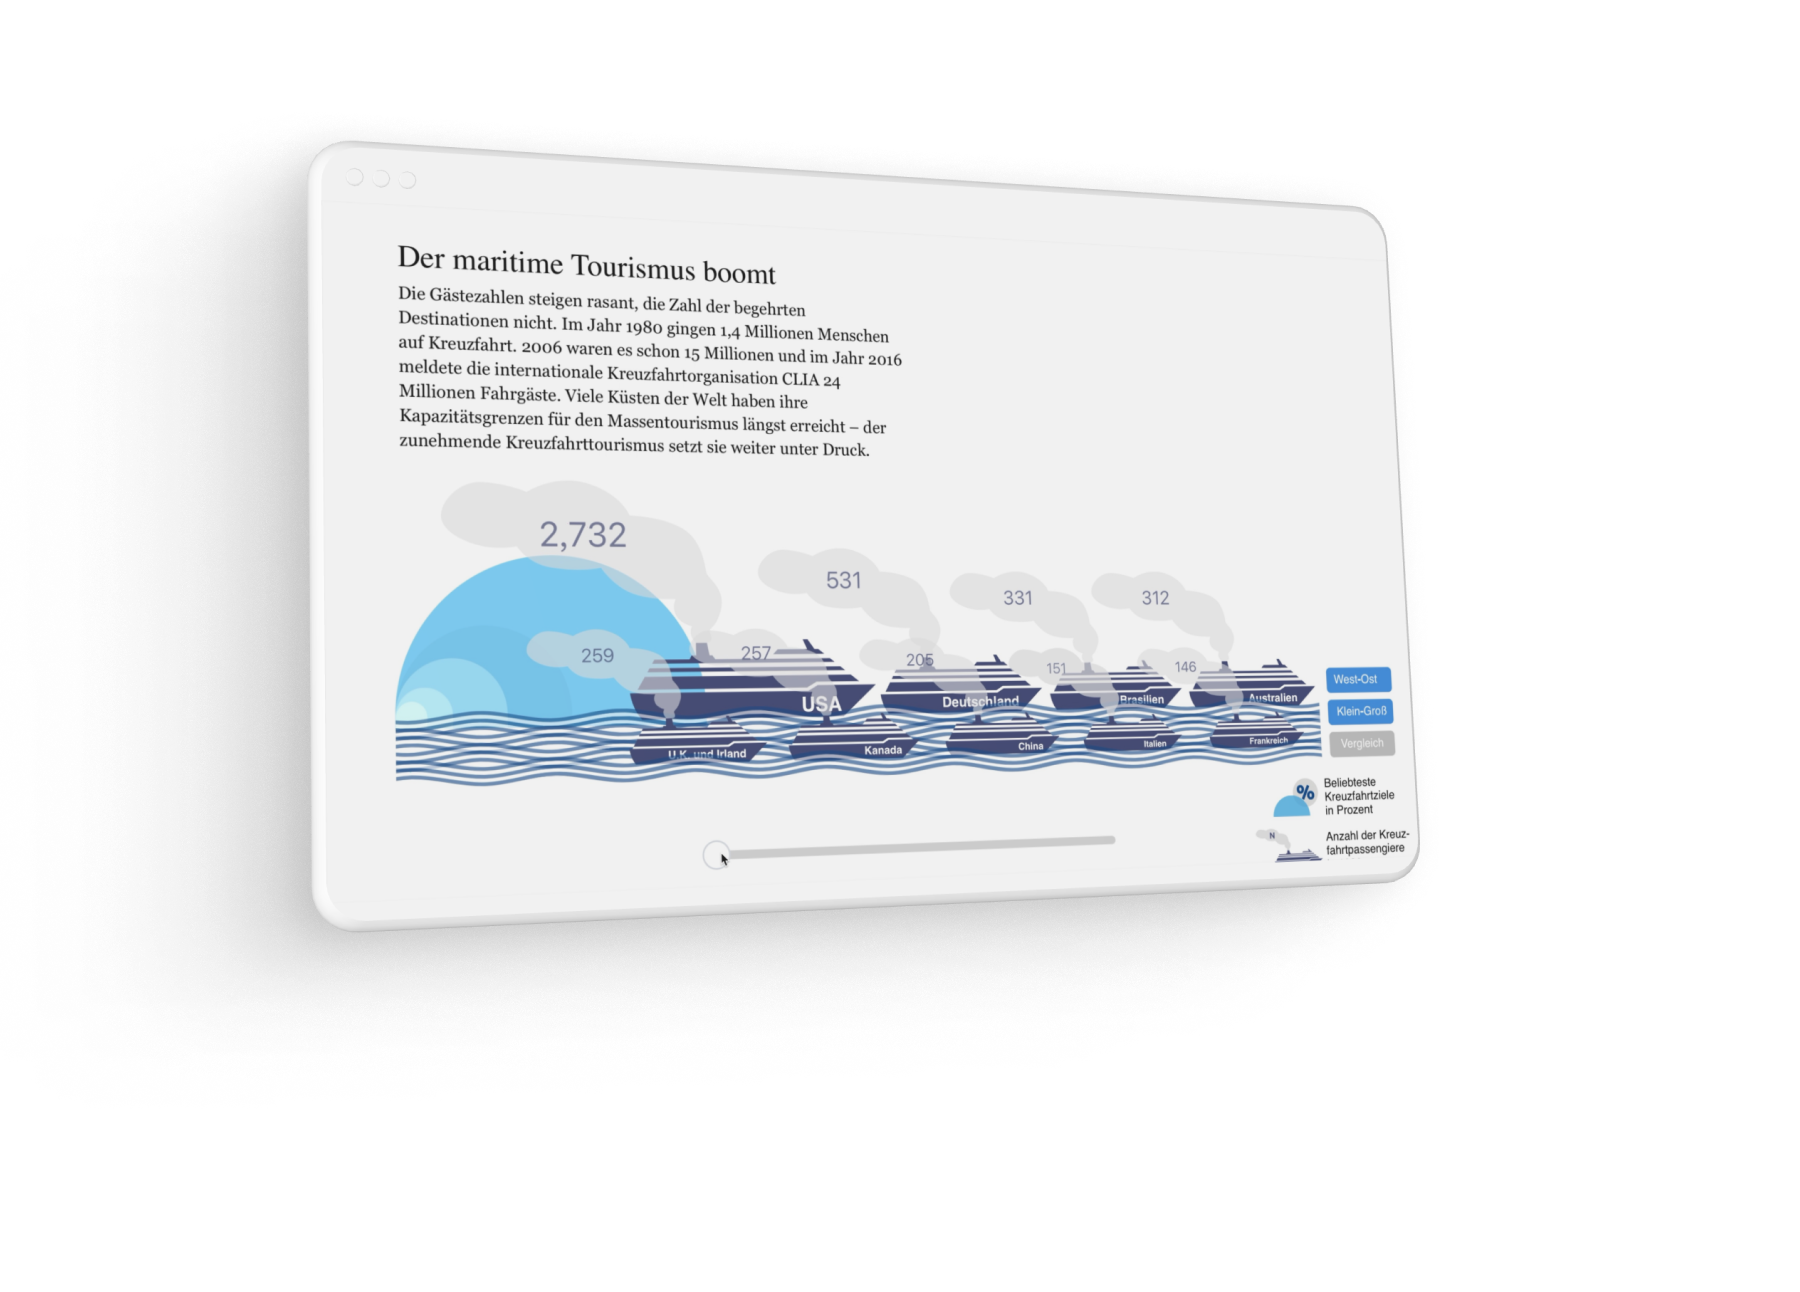 Der maritime Tourismus boomt
Die Gästezahlen steigen rasant, die Zahl der begehrten
Destinationen nicht. Im Jahr 1980 gingen 1,4 Millionen Menschen
auf Kreuzfahrt. 2006 waren es schon 15 Millionen und im Jahr 2016
meldete die internationale Kreuzfahrtorganisation CLIA 24
Millionen Fahrgäste. Viele Küsten der Welt haben ihre
Kapazitätsgrenzen für den Massentourismus längst erreicht – der
zunehmende Kreuzfahrttourismus setzt sie weiter unter Druck.
2,732
531
331
312
259
257
205
151
146
USA
Deutschland
Brasilien
Australien
U.K. und Irland
Kanada
China
Italien
Frankreich
West-Ost
Klein-Groß
Vergleich
%
Beliebteste
Kreuzfahrtziele
in Prozent
N
Anzahl der Kreuz-
fahrtpassengiere